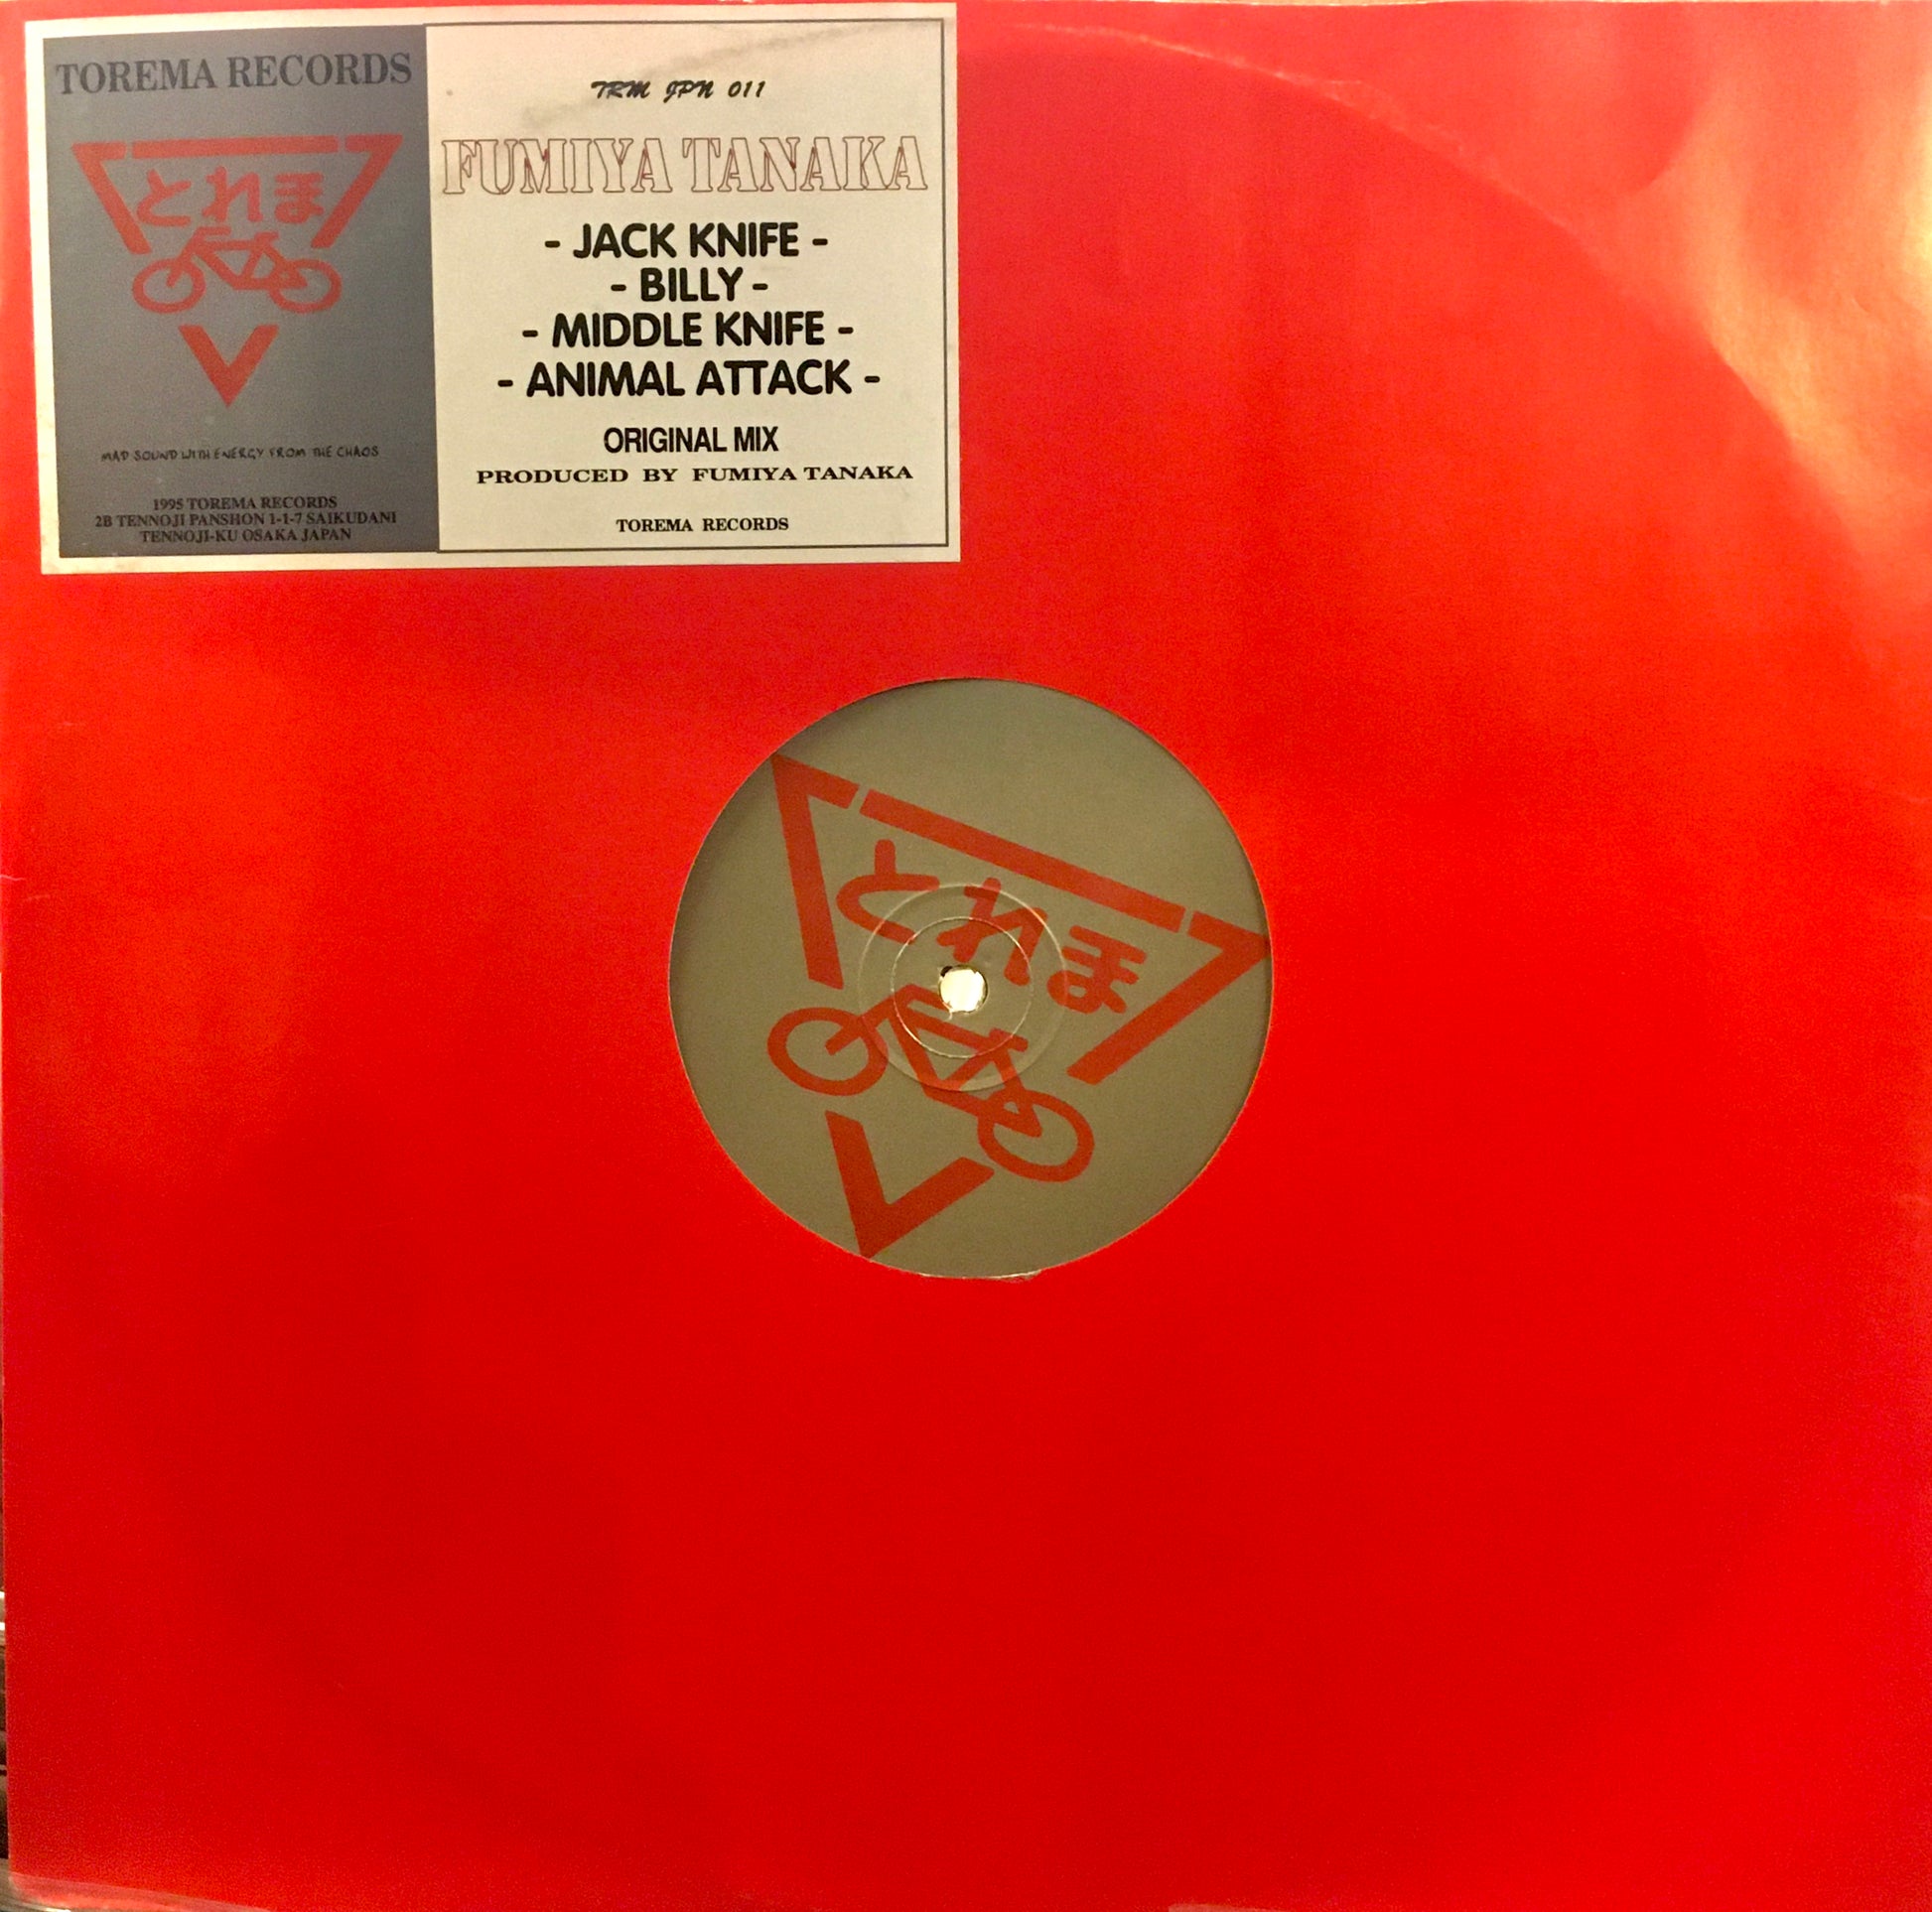 TOREMA RECORDS
とれま
MAD SOUND WITH ENERGY FROM THE CHAOS
1995 TOREMA RECORDS
2B TENNOJI PANSHON 1-1-7 SAIKUDANI
TENNOJI-KU OSAKA JAPAN
TRM JPN 011
FUMIYA TANAKA
- JACK KNIFE -
- BILLY -
- MIDDLE KNIFE -
- ANIMAL ATTACK -
ORIGINAL MIX
PRODUCED BY FUMIYA TANAKA
TOREMA RECORDS
とれま